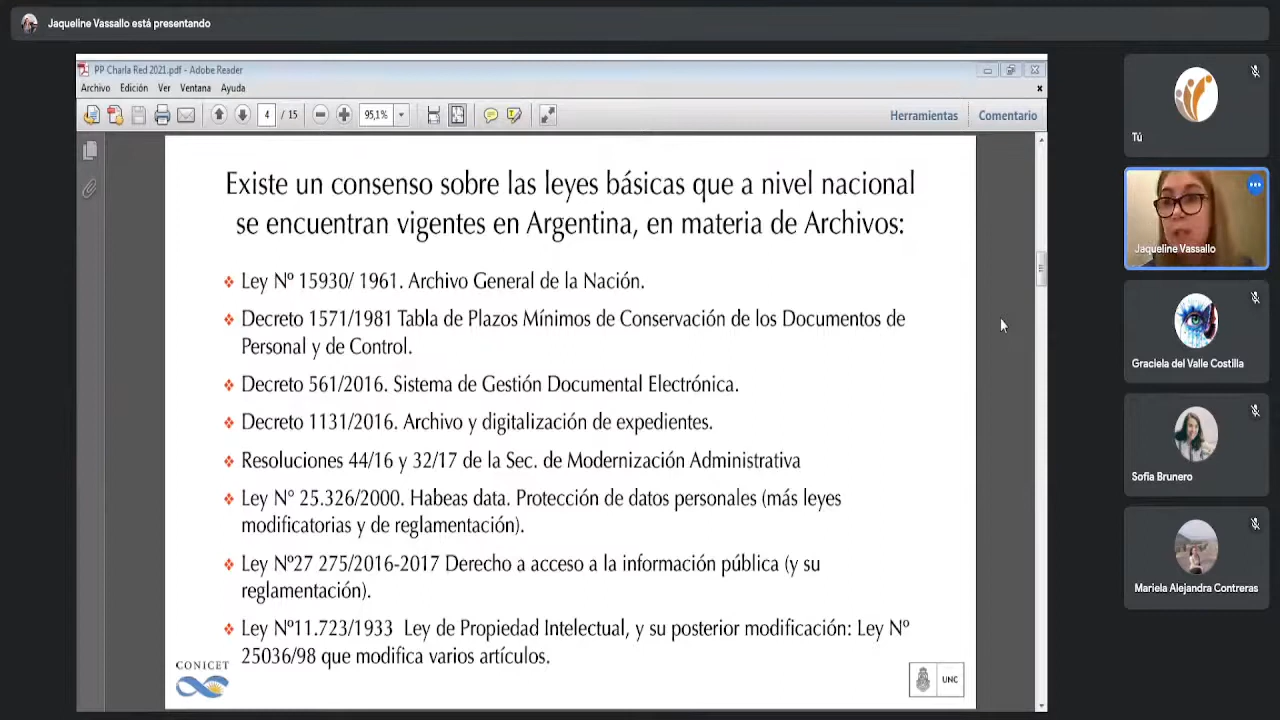 Jaqueline Vassallo está presentando
PP Charla Red 2021.pdf - Adobe Reader
Archivo Edición Ver Ventana Ayuda
4 / 15 95,1% Herramientas Comentario
Existe un consenso sobre las leyes básicas que a nivel nacional
se encuentran vigentes en Argentina, en materia de Archivos:
Ley Nº 15930/ 1961. Archivo General de la Nación.
Decreto 1571/1981 Tabla de Plazos Mínimos de Conservación de los Documentos de
Personal y de Control.
Decreto 561/2016. Sistema de Gestión Documental Electrónica.
Decreto 1131/2016. Archivo y digitalización de expedientes.
Resoluciones 44/16 y 32/17 de la Sec. de Modernización Administrativa
Ley N° 25.326/2000. Habeas data. Protección de datos personales (más leyes
modificatorias y de reglamentación).
Ley Nº27 275/2016-2017 Derecho a acceso a la información pública (y su
reglamentación).
Ley Nº11.723/1933 Ley de Propiedad Intelectual, y su posterior modificación: Ley Nº
25036/98 que modifica varios artículos.
CONICET
UNC
Tú
Jaqueline Vassallo
Graciela del Valle Costilla
Sofia Brunero
Mariela Alejandra Contreras